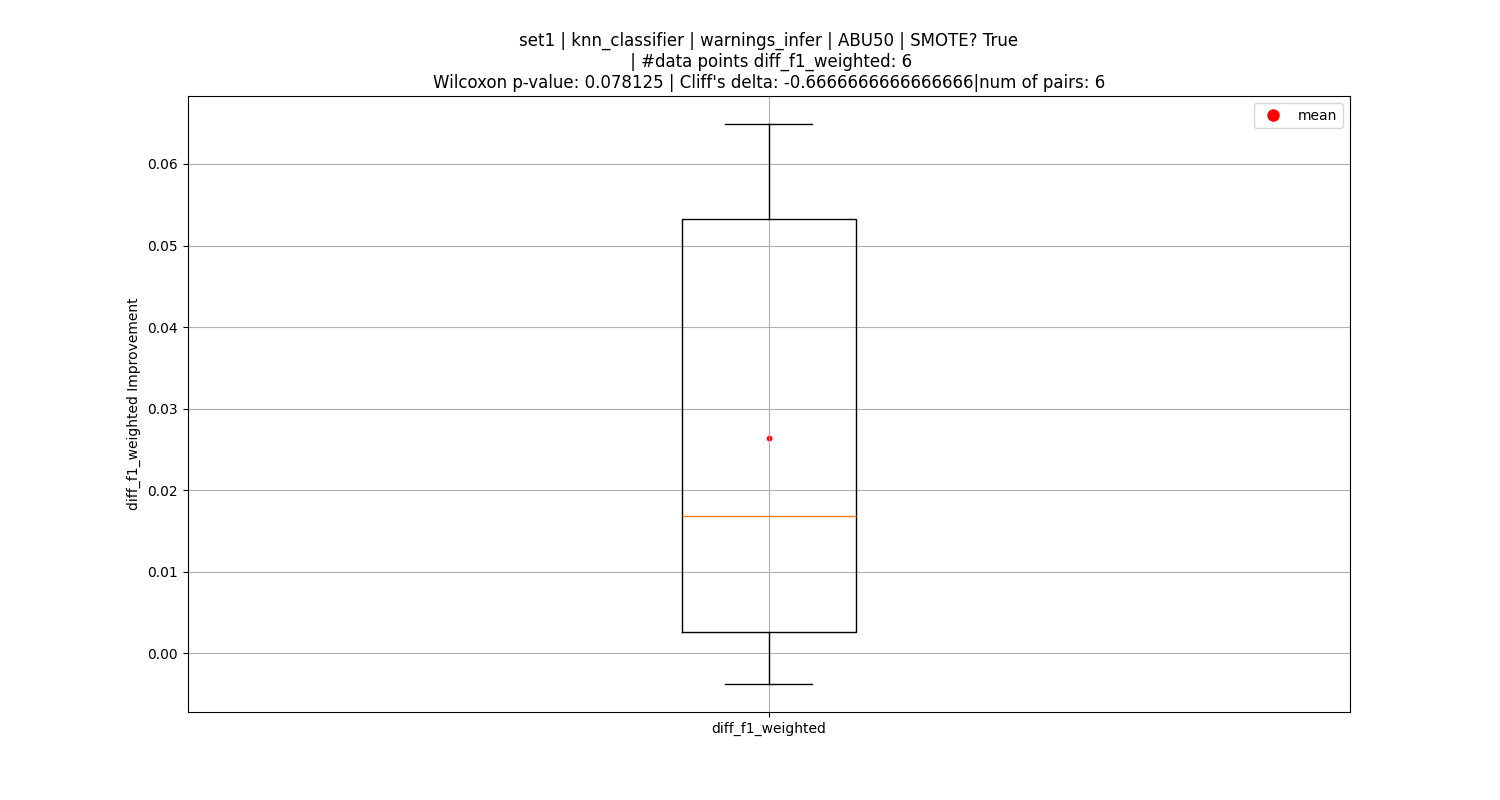 set1 | knn_classifier | warnings_infer | ABU50 | SMOTE? True
| #data points diff_f1_weighted: 6
Wilcoxon p-value: 0.078125 | Cliff's delta: -0.6666666666666666|num of pairs: 6
mean
0.06
0.05
0.04
0.03
0.02
0.01
0.00
diff_f1_weighted Improvement
diff_f1_weighted